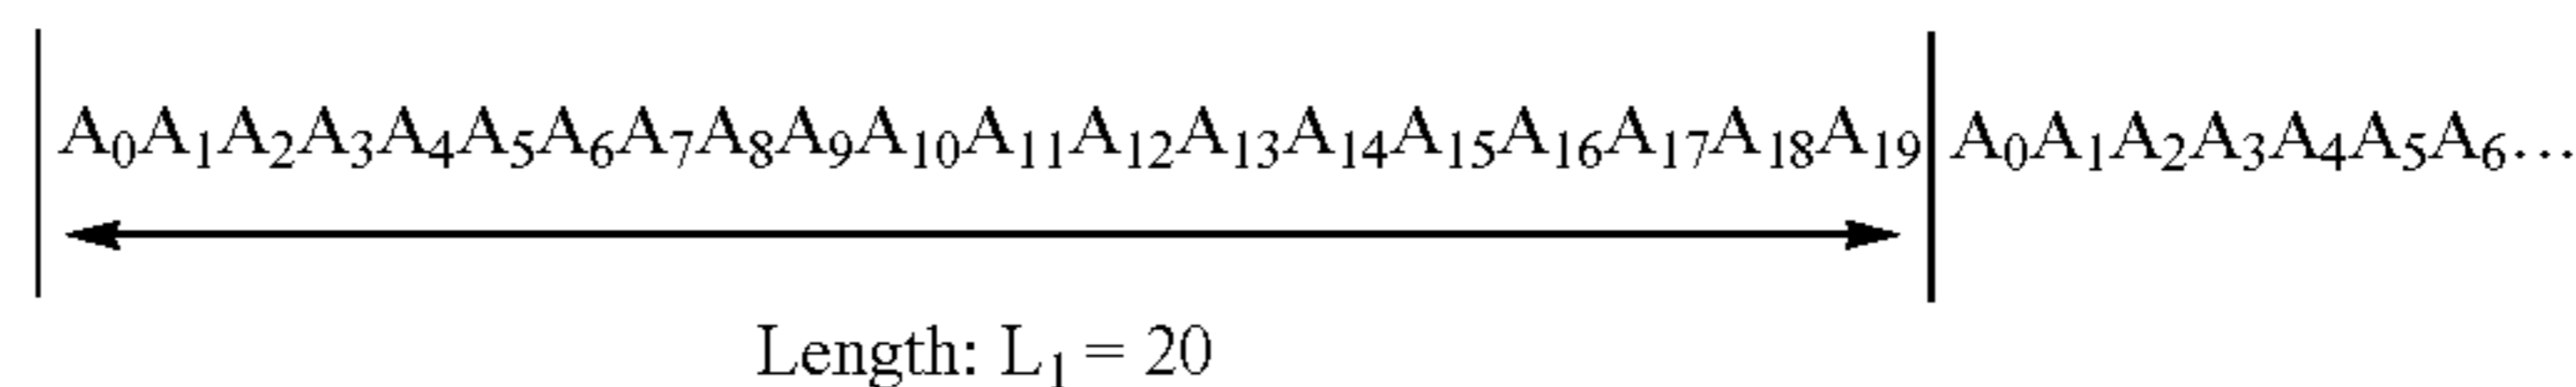 A₀A₁A₂A₃A₄A₅A₆A₇A₈A₉A₁₀A₁₁A₁₂A₁₃A₁₄A₁₅A₁₆A₁₇A₁₈A₁₉ A₀A₁A₂A₃A₄A₅A₆...
Length: L₁ = 20